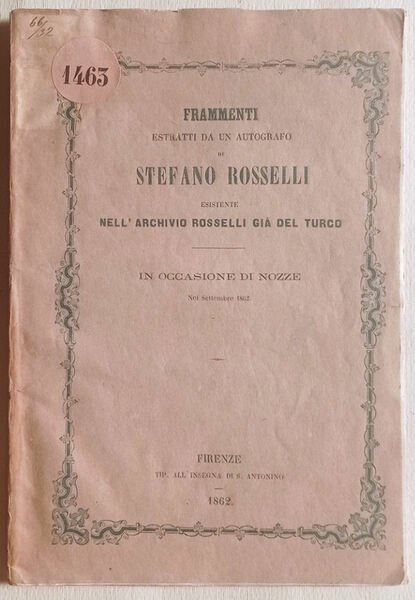 66/32
1463
FRAMMENTI
ESTRATTI DA UN AUTOGRAFO
DI
STEFANO ROSSELLI
ESISTENTE
NELL' ARCHIVIO ROSSELLI GIÀ DEL TURCO
IN OCCASIONE DI NOZZE
Nel Settembre 1862.
FIRENZE
TIP. ALL' INSEGNA DI S. ANTONINO
1862.